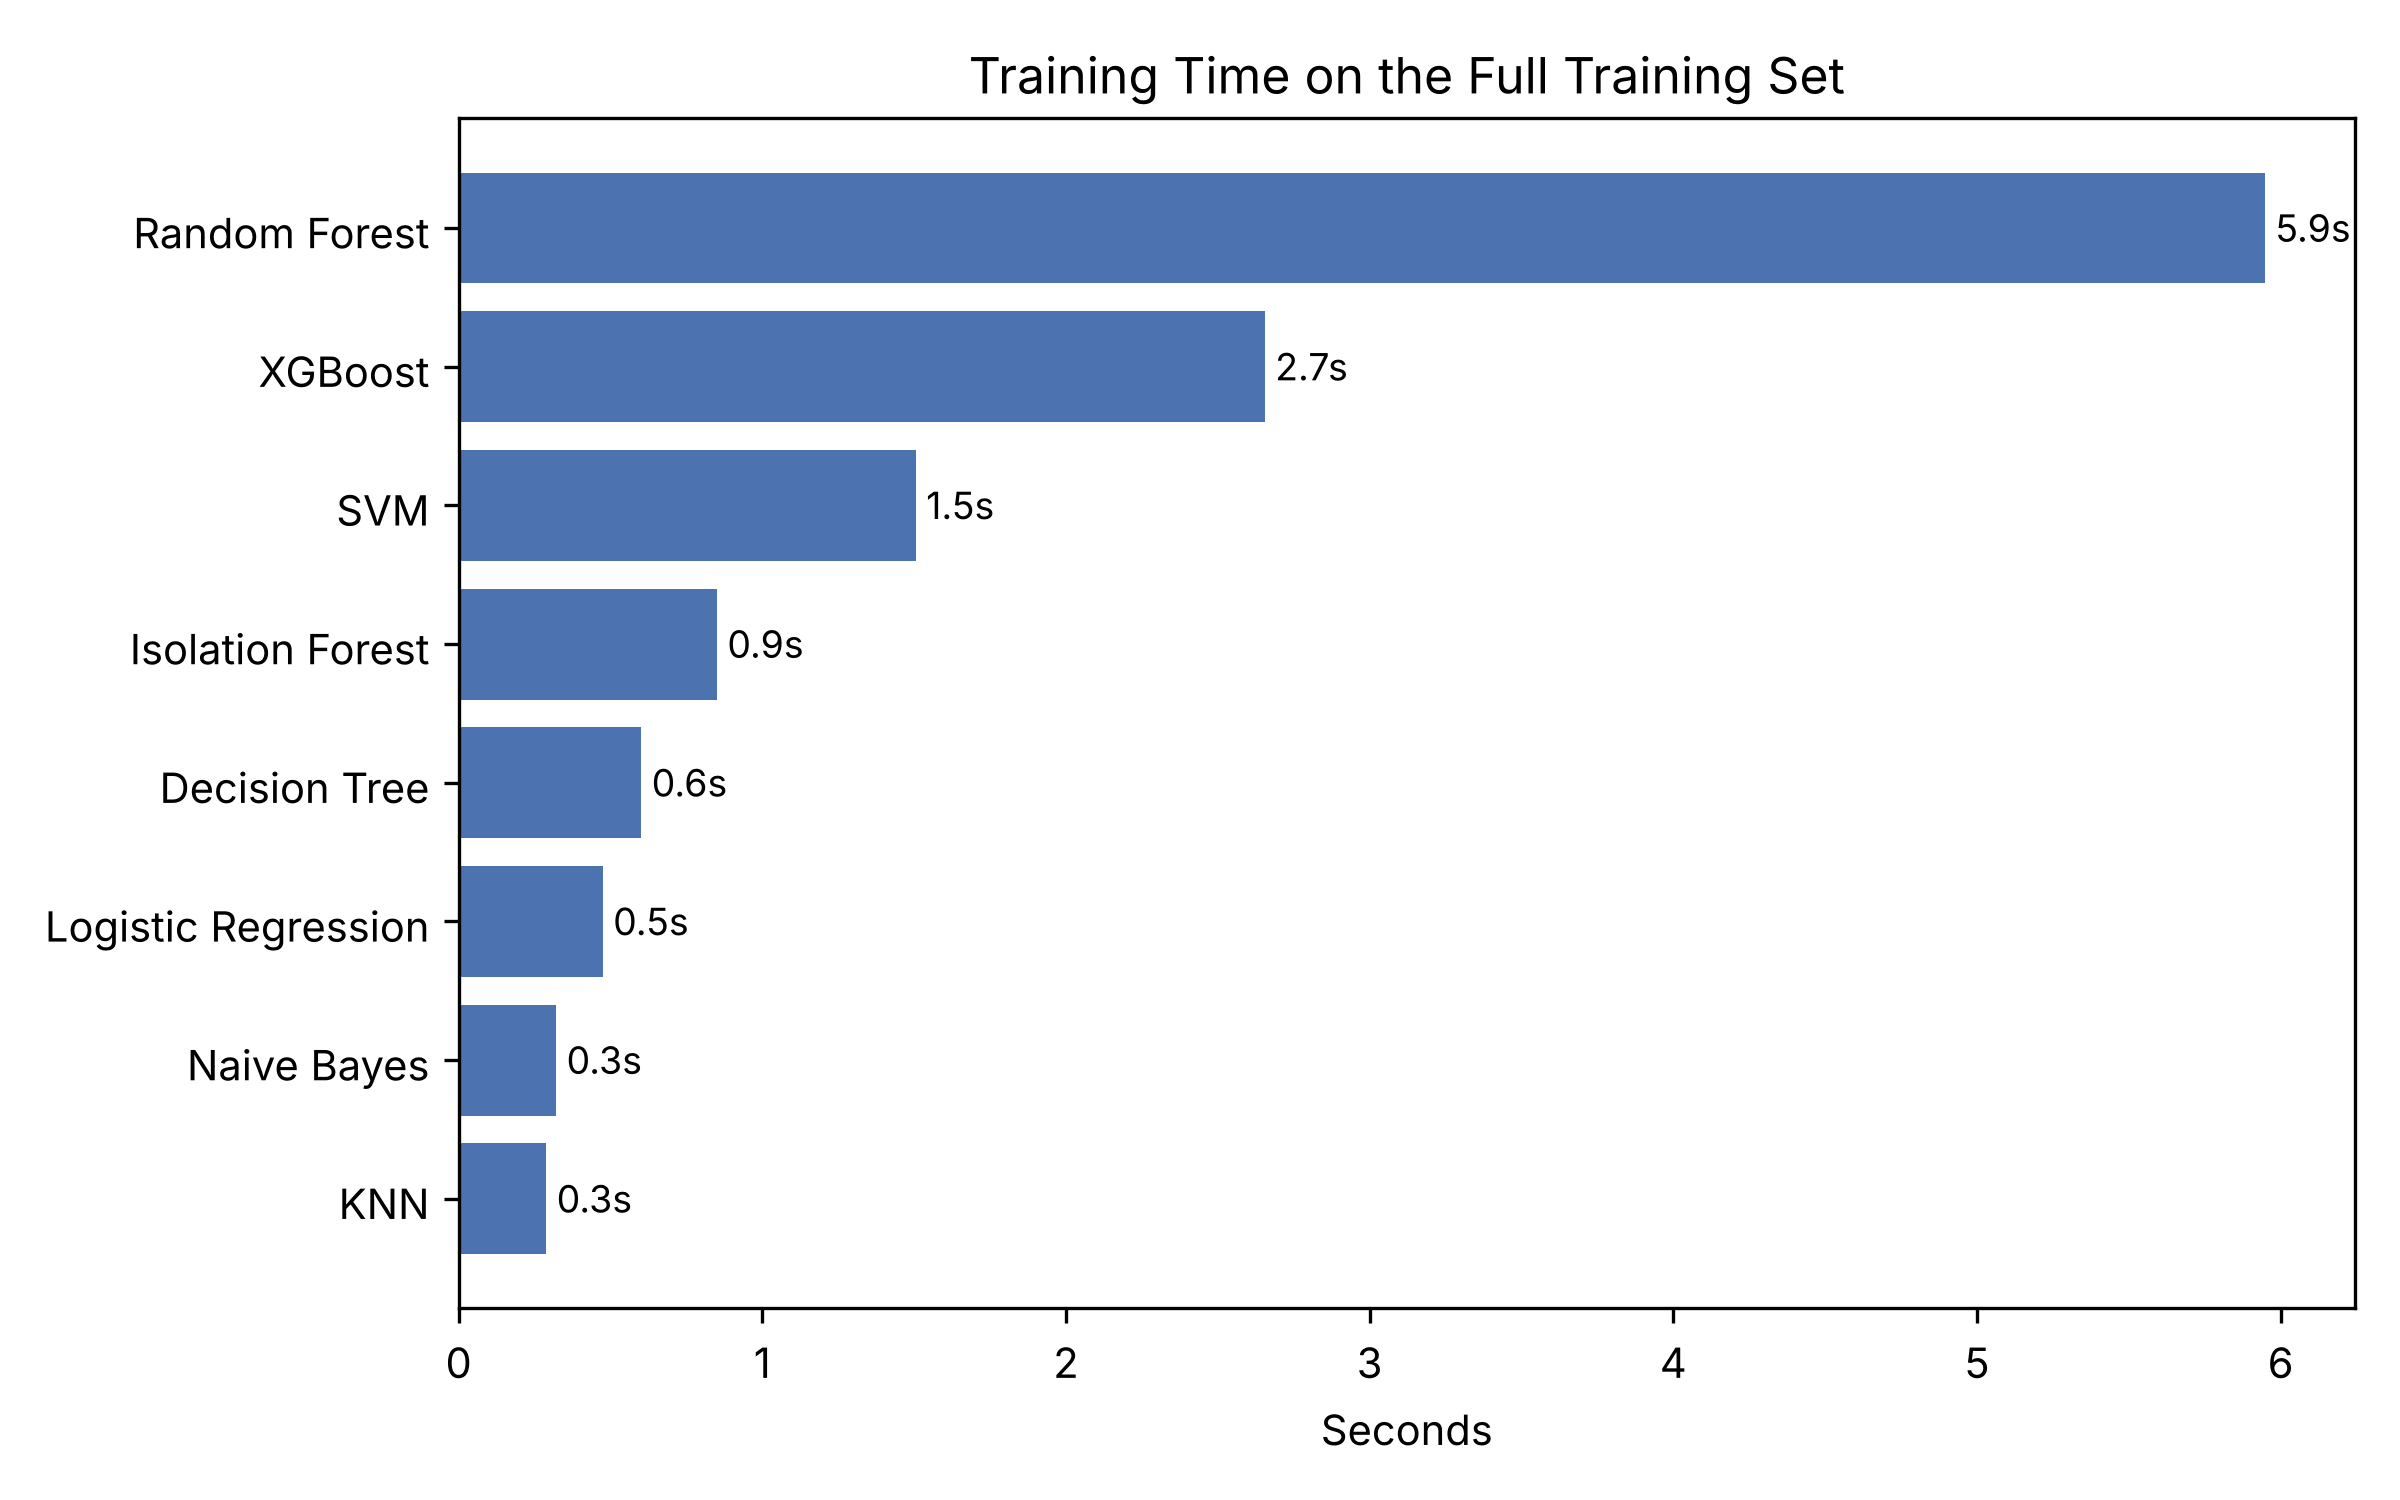 Training Time on the Full Training Set
Random Forest 5.9s
XGBoost 2.7s
SVM 1.5s
Isolation Forest 0.9s
Decision Tree 0.6s
Logistic Regression 0.5s
Naive Bayes 0.3s
KNN 0.3s
0 1 2 3 4 5 6
Seconds